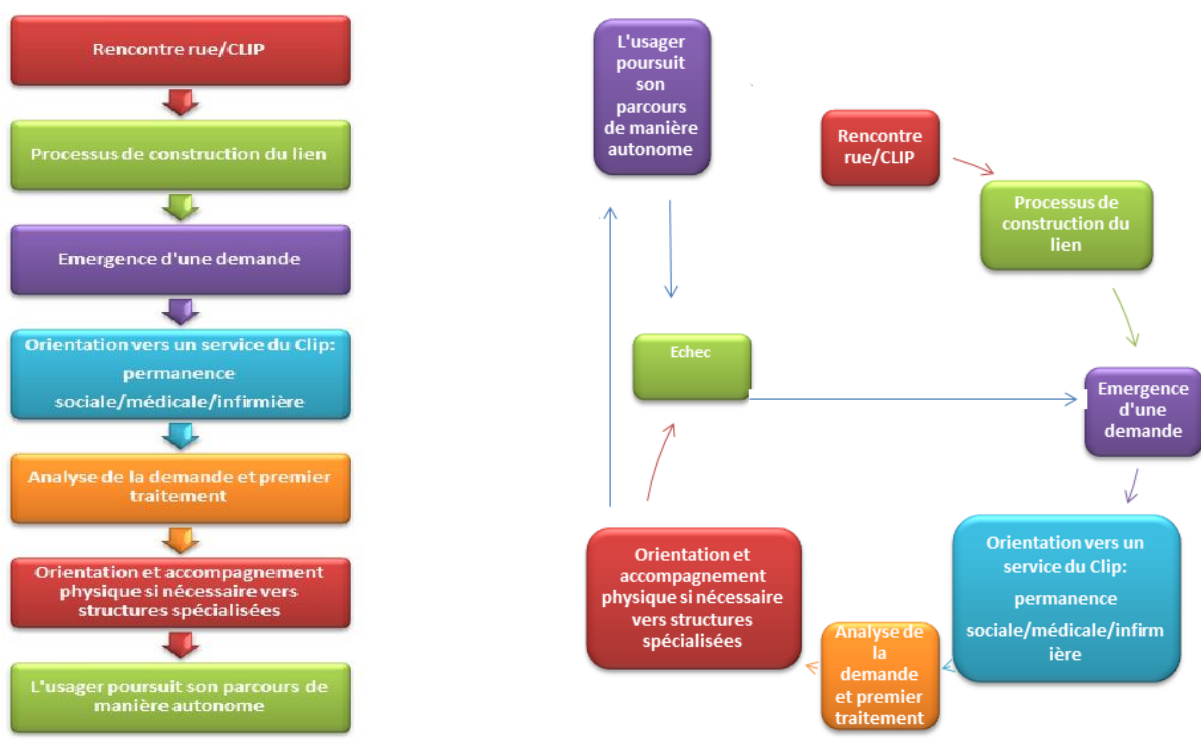 Rencontre rue/CLIP
Processus de construction du lien
Emergence d'une demande
Orientation vers un service du Clip:
permanence
sociale/médicale/infirmière
Analyse de la demande et premier
traitement
Orientation et accompagnement
physique si nécessaire vers
structures spécialisées
L'usager poursuit son parcours de
manière autonome
L'usager
poursuit
son
parcours
de manière
autonome
Rencontre
rue/CLIP
Processus de
construction du
lien
Echec
Emergence
d'une
demande
Orientation vers un
service du Clip:
permanence
sociale/médicale/infirm
ière
Analyse de
la
demande
et premier
traitement
Orientation et
accompagnement
physique si nécessaire
vers structures
spécialisées